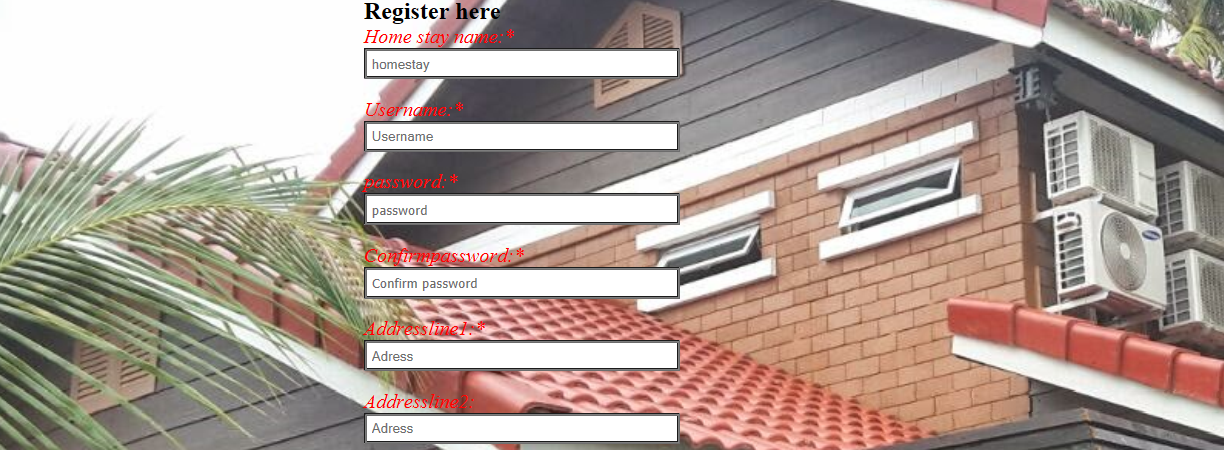 Register here
Home stay name:*
homestay
Username:*
Username
password:*
password
Confirmpassword:*
Confirm password
Addressline1:*
Adress
Addressline2:
Adress